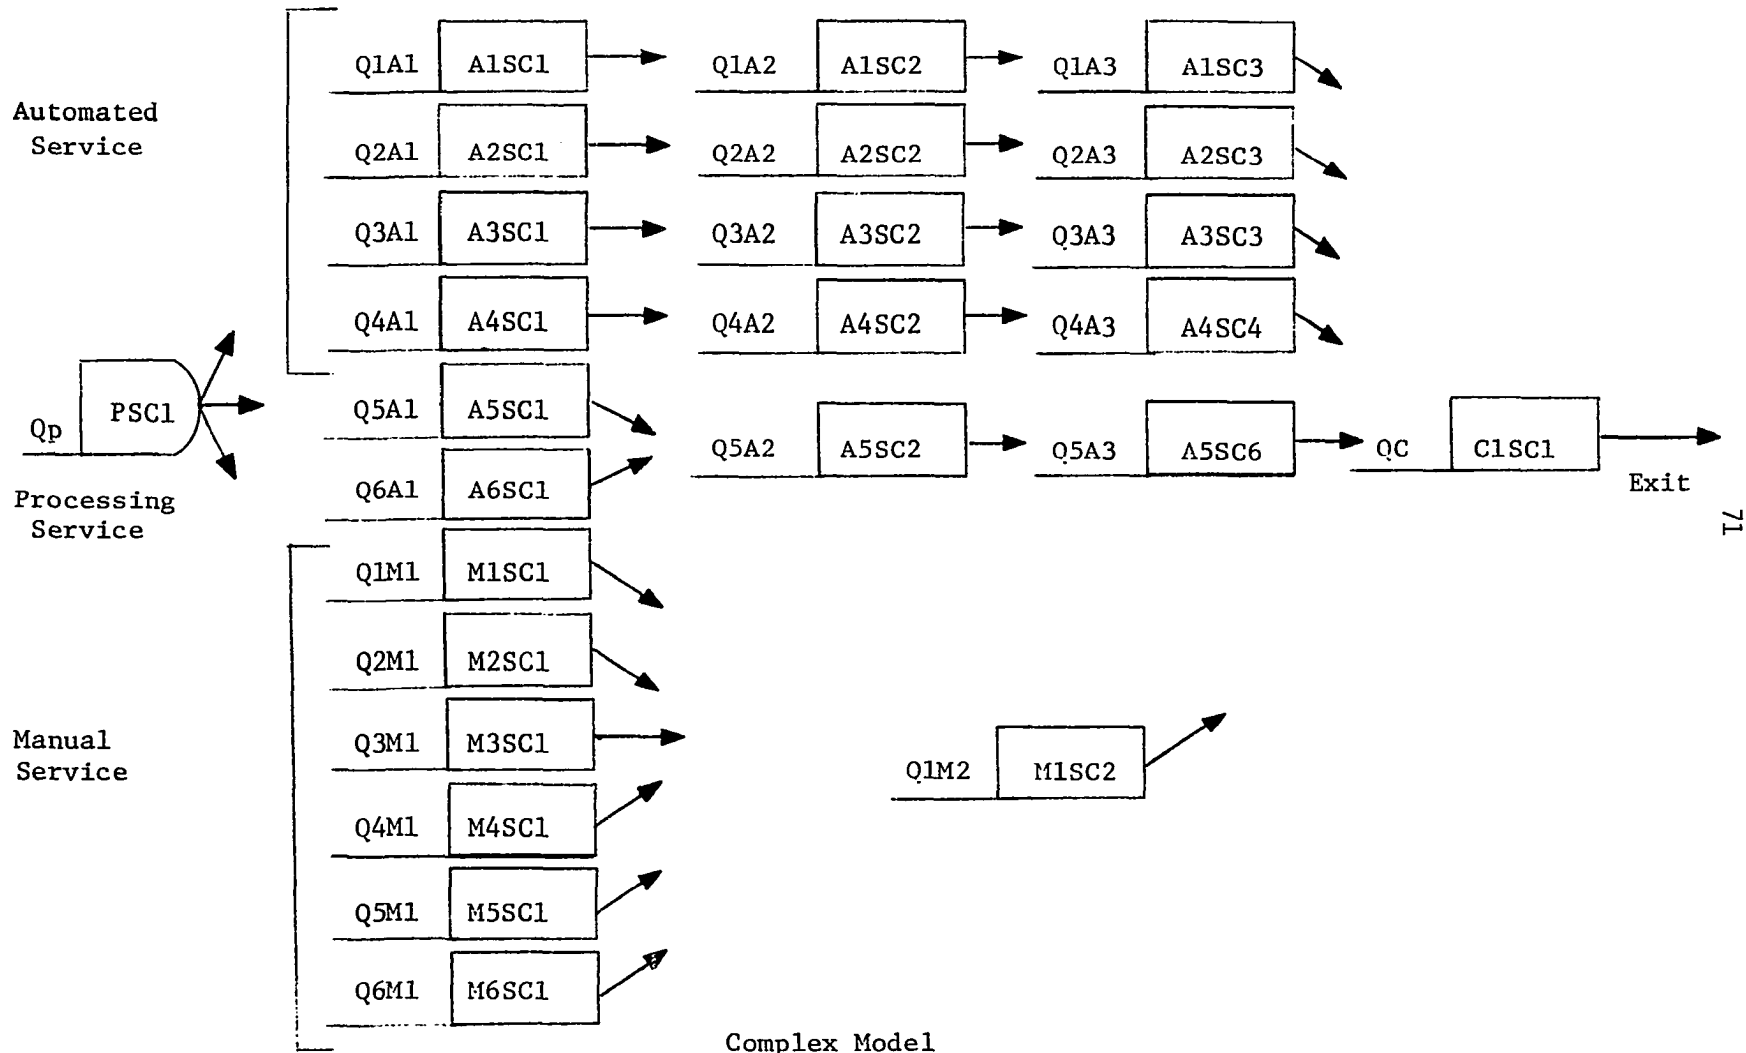 Automated
Service
Q1A1 A1SC1 Q1A2 A1SC2 Q1A3 A1SC3
Q2A1 A2SC1 Q2A2 A2SC2 Q2A3 A2SC3
Q3A1 A3SC1 Q3A2 A3SC2 Q3A3 A3SC3
Q4A1 A4SC1 Q4A2 A4SC2 Q4A3 A4SC4
Qp PSC1
Processing
Service
Q5A1 A5SC1
Q5A2 A5SC2 Q5A3 A5SC6 QC C1SC1
Exit
Q6A1 A6SC1
Q1M1 M1SC1
Q2M1 M2SC1
Manual
Service
Q3M1 M3SC1
Q1M2 M1SC2
Q4M1 M4SC1
Q5M1 M5SC1
Q6M1 M6SC1
Complex Model
71